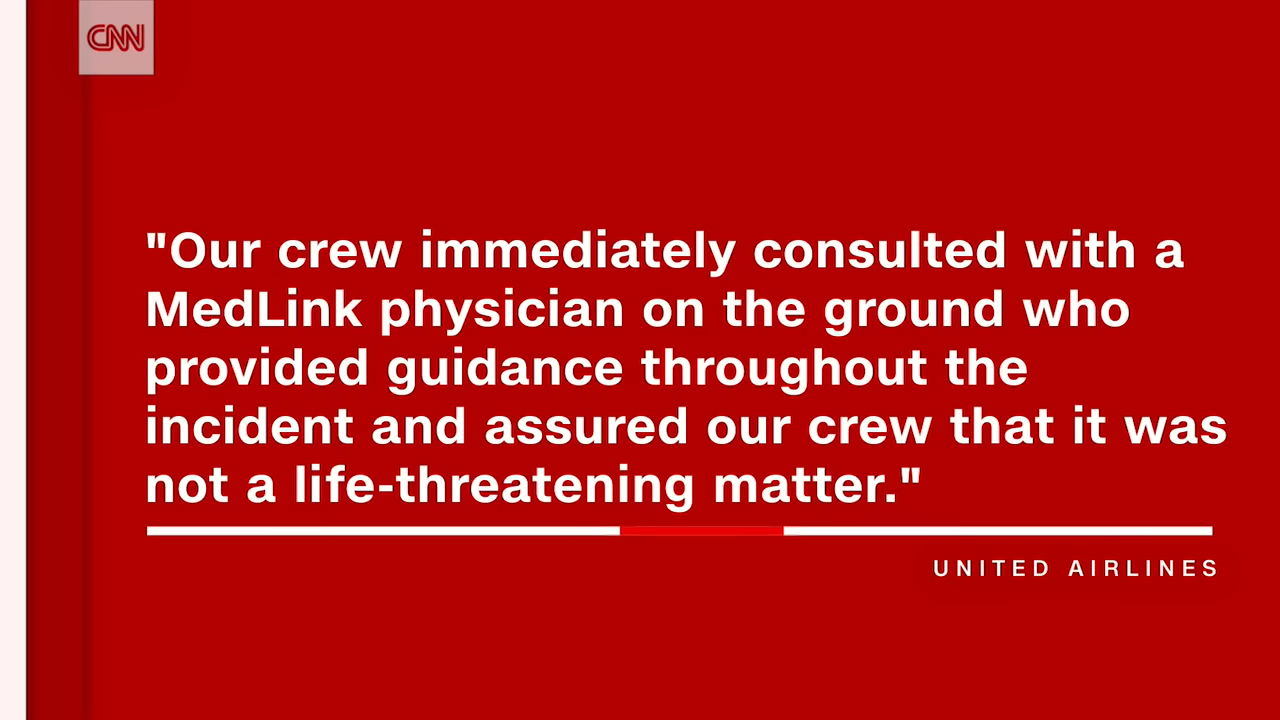 CNN
"Our crew immediately consulted with a
MedLink physician on the ground who
provided guidance throughout the
incident and assured our crew that it was
not a life-threatening matter."
UNITED AIRLINES